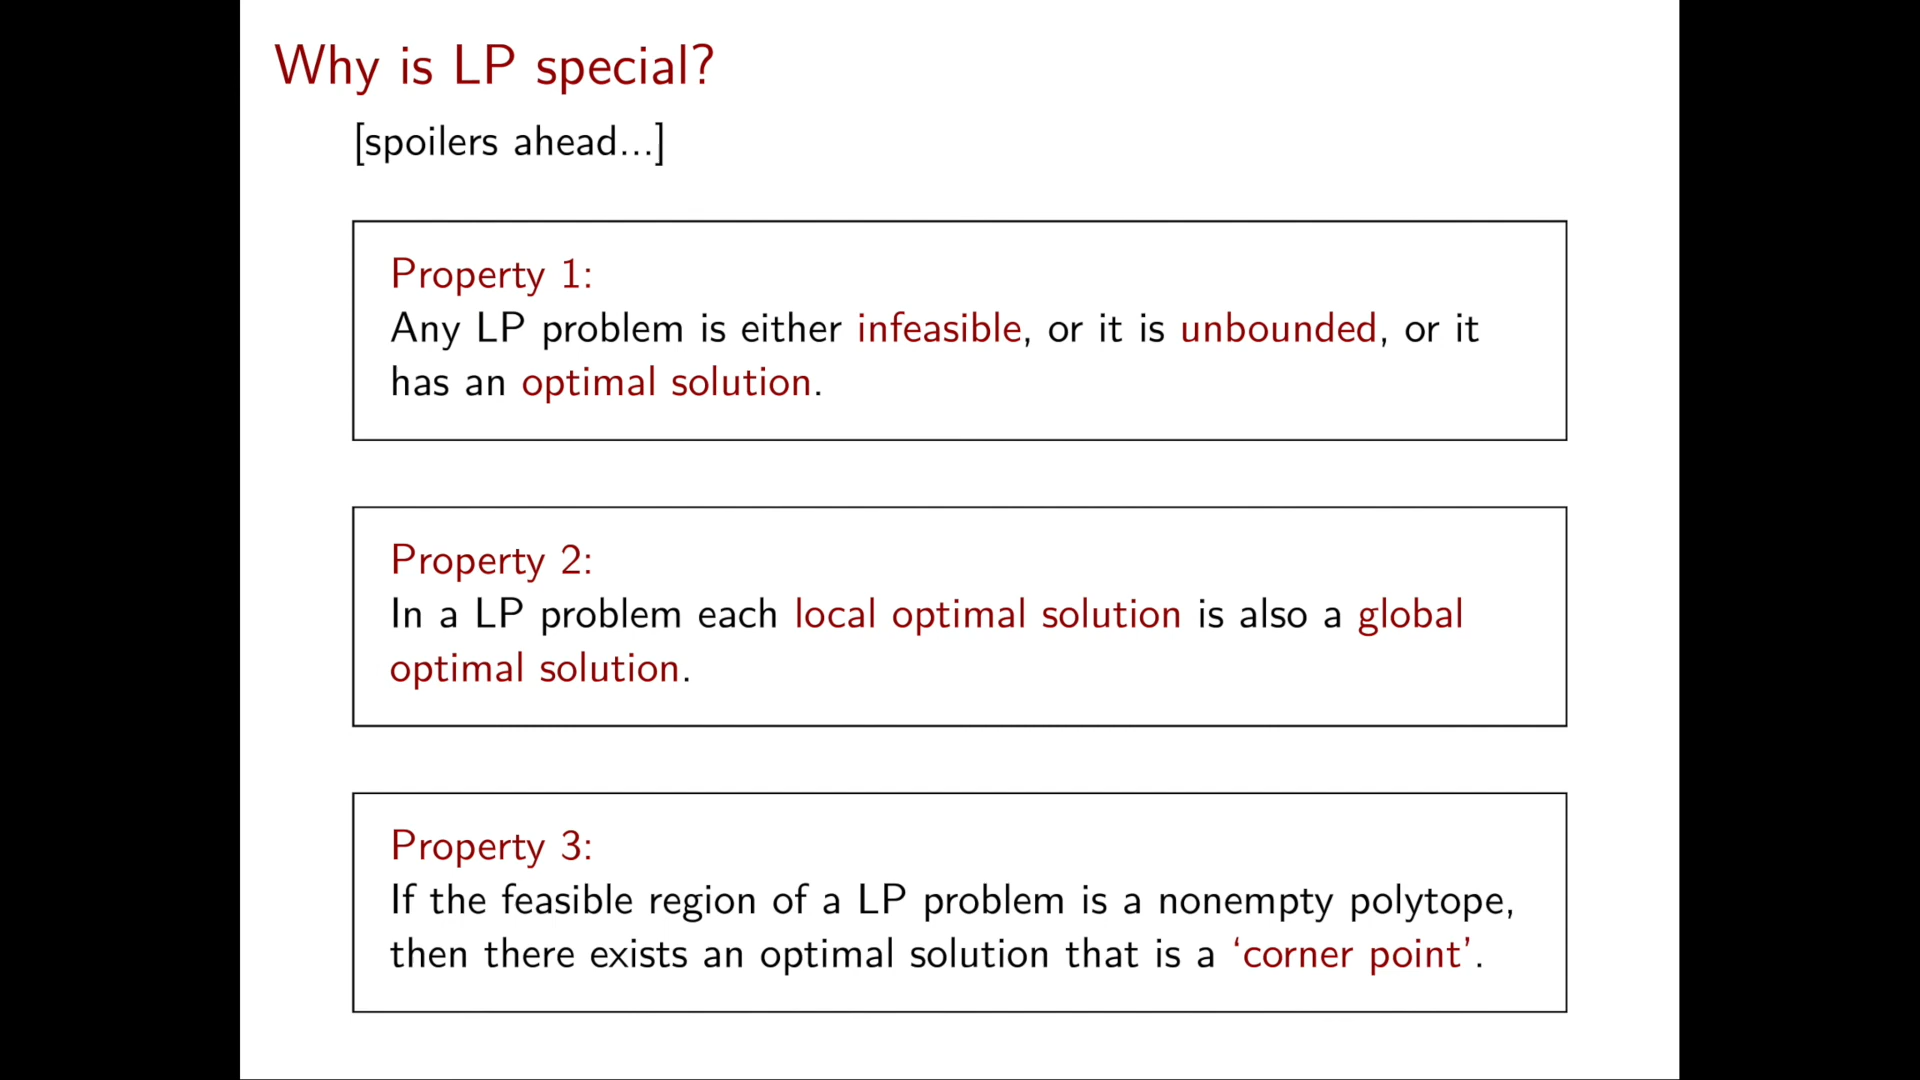 Why is LP special?
[spoilers ahead...]
Property 1:
Any LP problem is either infeasible, or it is unbounded, or it
has an optimal solution.
Property 2:
In a LP problem each local optimal solution is also a global
optimal solution.
Property 3:
If the feasible region of a LP problem is a nonempty polytope,
then there exists an optimal solution that is a ‘corner point’.